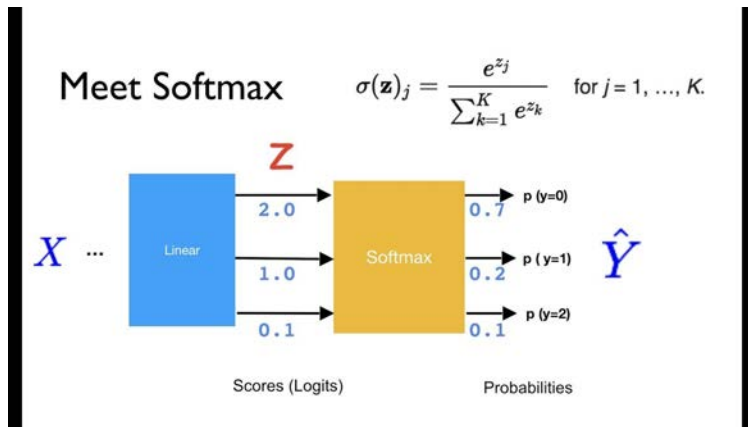 Meet Softmax
σ(z)_j = e^{z_j} / ∑_{k=1}^{K} e^{z_k} for j = 1, ..., K.
Z
X ... Linear Softmax Ŷ
2.0 0.7 p (y=0)
1.0 0.2 p ( y=1)
0.1 0.1 p (y=2)
Scores (Logits) Probabilities